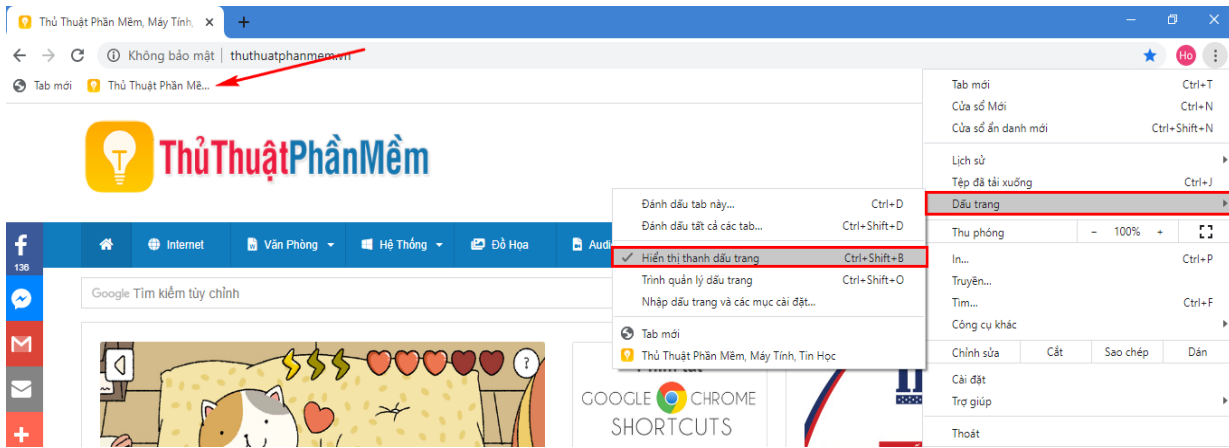 Thủ Thuật Phần Mềm, Máy Tính,
Không bảo mật | thuthuatphanmem.vn
Ho
Tab mới
Thủ Thuật Phần Mề...
T
ThủThuậtPhầnMềm
136
Internet
Văn Phòng
Hệ Thống
Đồ Họa
Google Tìm kiếm tùy chỉnh
?
GOOGLE CHROME
SHORTCUTS
Đánh dấu tab này... Ctrl+D
Đánh dấu tất cả các tab... Ctrl+Shift+D
Hiển thị thanh dấu trang Ctrl+Shift+B
Trình quản lý dấu trang Ctrl+Shift+O
Nhập dấu trang và các mục cài đặt...
Tab mới
Thủ Thuật Phần Mềm, Máy Tính, Tin Học
Tab mới Ctrl+T
Cửa sổ Mới Ctrl+N
Cửa sổ ẩn danh mới Ctrl+Shift+N
Lịch sử
Tệp đã tải xuống Ctrl+J
Dấu trang
Thu phóng - 100% +
In... Ctrl+P
Truyền...
Tìm... Ctrl+F
Công cụ khác
Chỉnh sửa Cắt Sao chép Dán
Cài đặt
Trợ giúp
Thoát